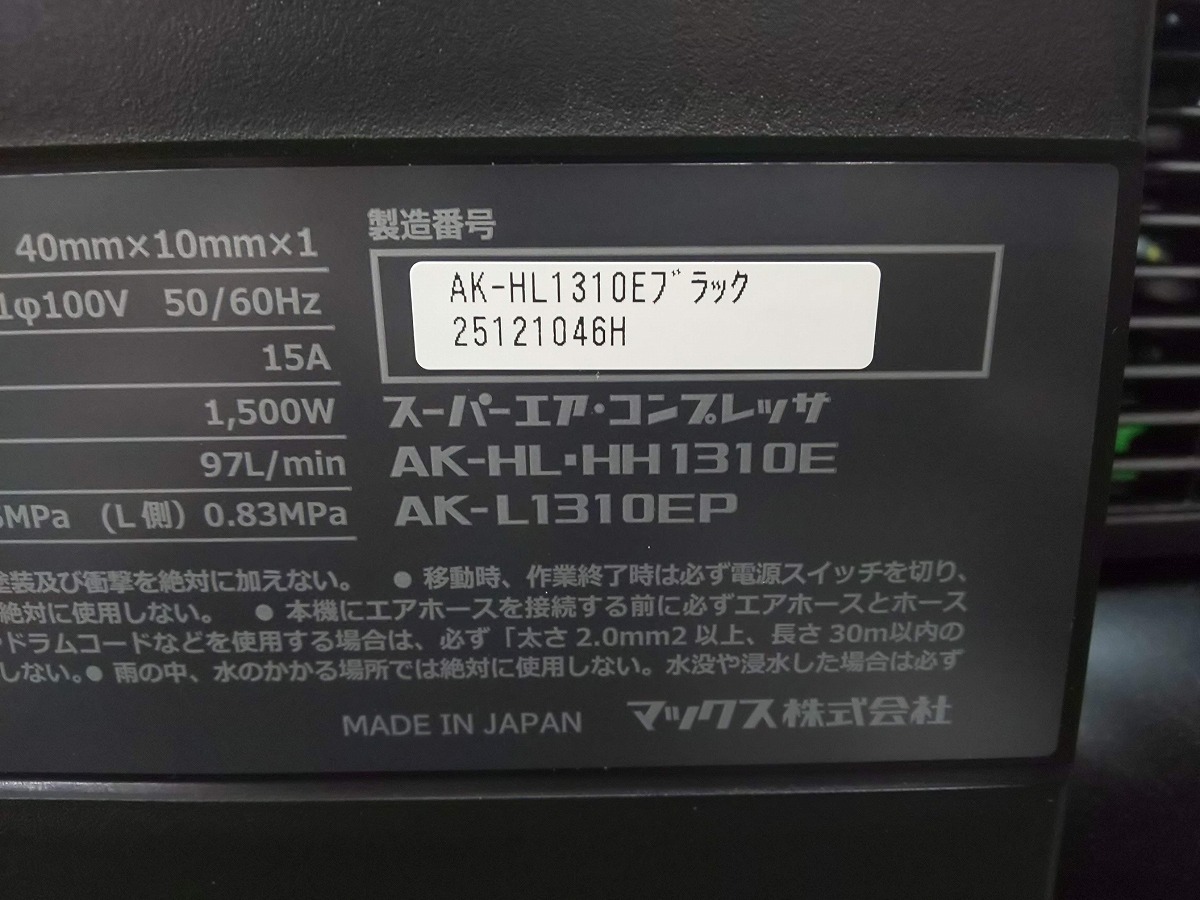 40mm×10mm×1
1φ100V 50/60Hz
15A
1,500W
97L/min
MPa (L側) 0.83MPa
製造番号
AK-HL1310Eブラック
25121046H
スーパーエア・コンプレッサ
AK-HL・HH1310E
AK-L1310EP
塗装及び衝撃を絶対に加えない。 ● 移動時、作業終了時は必ず電源スイッチを切り、
絶対に使用しない。 ● 本機にエアホースを接続する前に必ずエアホースとホース
ドラムコードなどを使用する場合は、必ず「太さ2.0mm2以上、長さ30m以内の
しない。● 雨の中、水のかかる場所では絶対に使用しない。水没や浸水した場合は必ず
MADE IN JAPAN マックス株式会社